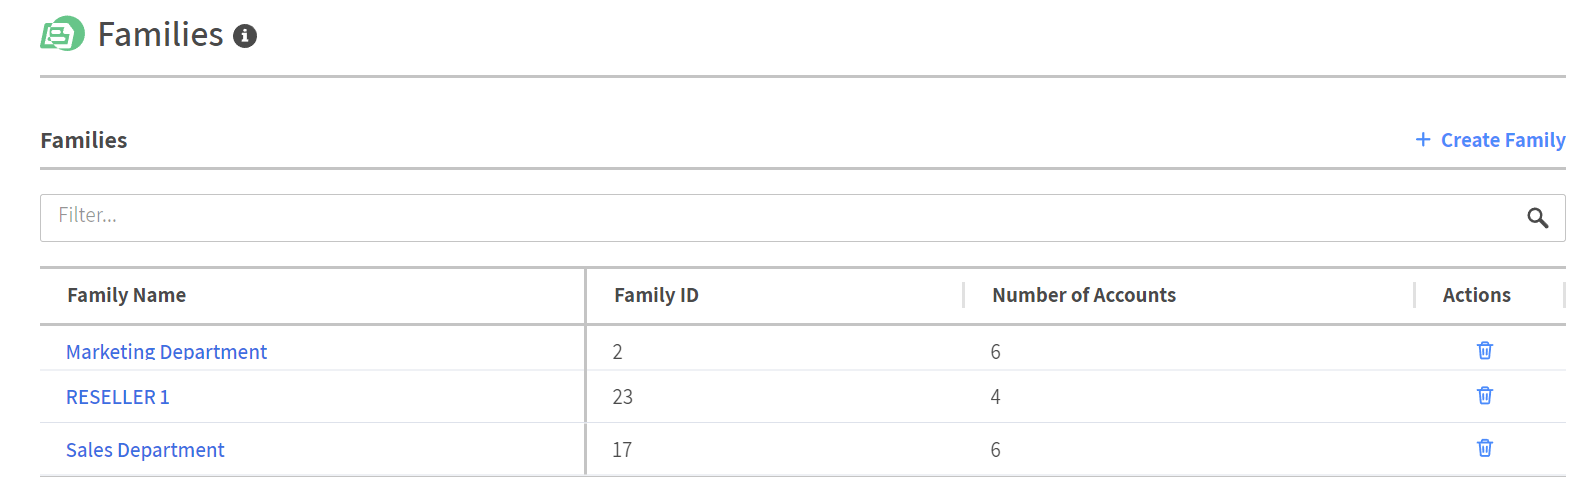 Families
Families
+ Create Family
Filter...
Family Name Family ID Number of Accounts Actions
Marketing Department 2 6
RESELLER 1 23 4
Sales Department 17 6